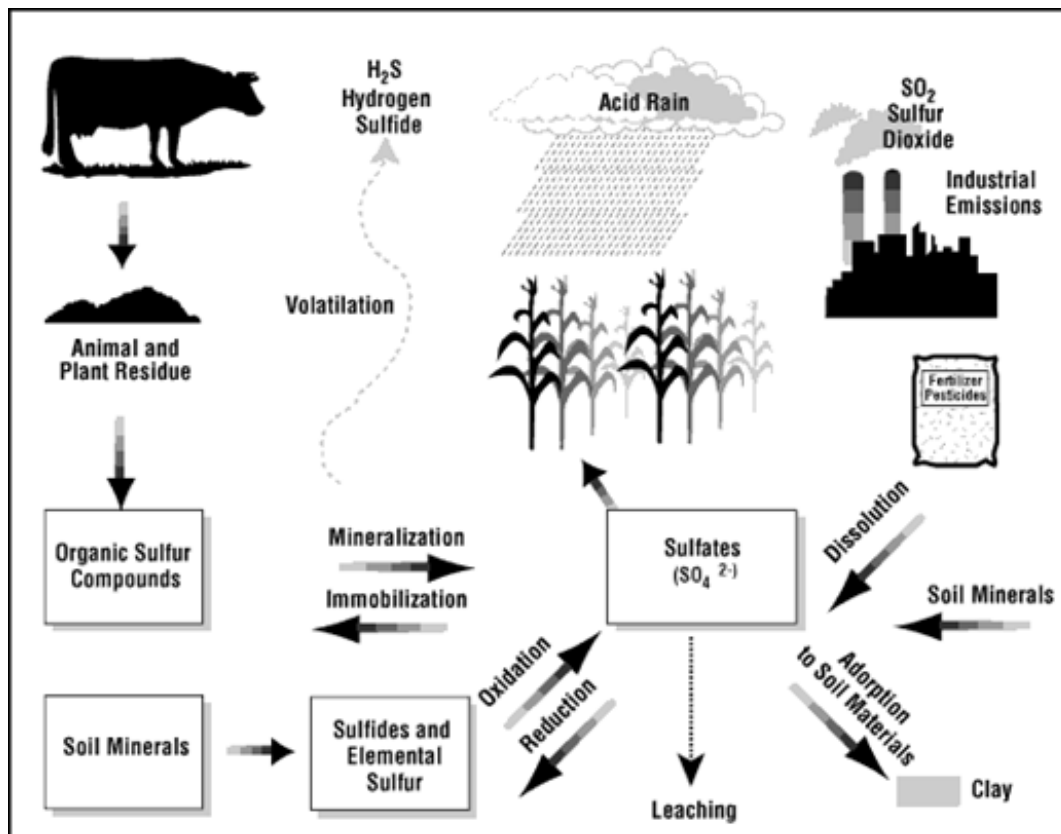 H₂S
Hydrogen
Sulfide
Acid Rain
SO₂
Sulfur
Dioxide
Industrial
Emissions
Volatilation
Animal and
Plant Residue
Fertilizer
Pesticides
Organic Sulfur
Compounds
Mineralization
Immobilization
Sulfates
(SO₄ ²⁻)
Dissolution
Soil Minerals
Oxidation
Reduction
Adorption
to Soil Materials
Soil Minerals
Sulfides and
Elemental
Sulfur
Leaching
Clay